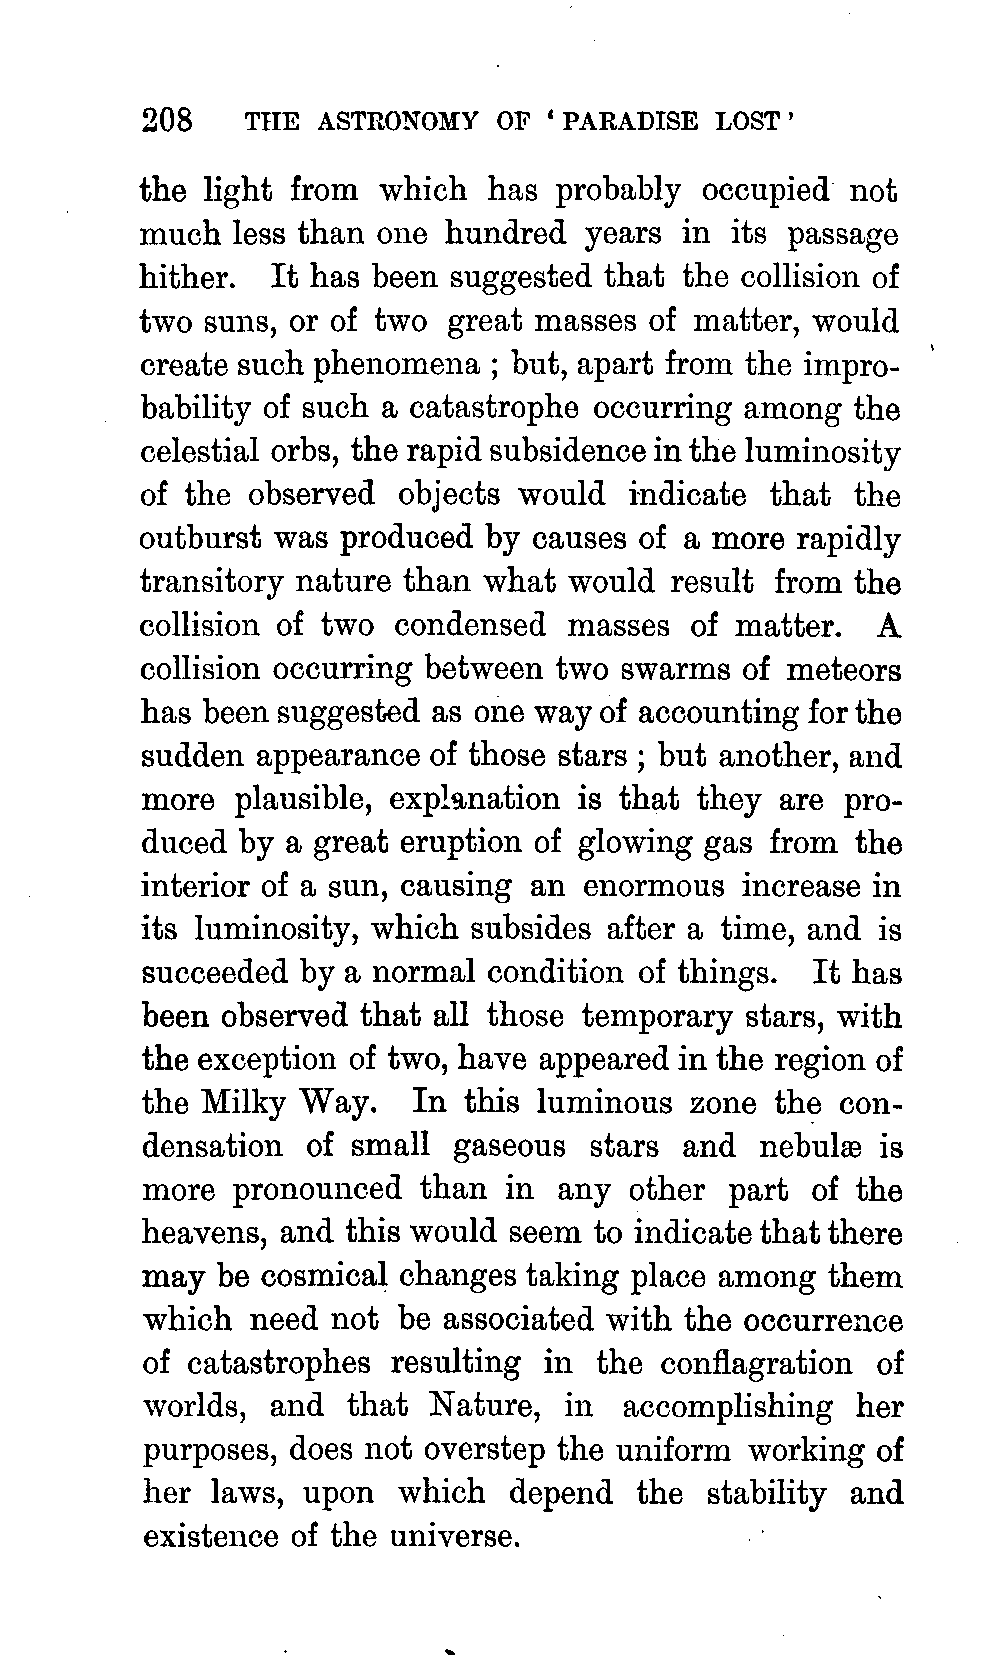 208 THE ASTRONOMY OF ‘PARADISE LOST’
the light from which has probably occupied not
much less than one hundred years in its passage
hither. It has been suggested that the collision of
two suns, or of two great masses of matter, would
create such phenomena ; but, apart from the impro-
bability of such a catastrophe occurring among the
celestial orbs, the rapid subsidence in the luminosity
of the observed objects would indicate that the
outburst was produced by causes of a more rapidly
transitory nature than what would result from the
collision of two condensed masses of matter. A
collision occurring between two swarms of meteors
has been suggested as one way of accounting for the
sudden appearance of those stars ; but another, and
more plausible, explanation is that they are pro-
duced by a great eruption of glowing gas from the
interior of a sun, causing an enormous increase in
its luminosity, which subsides after a time, and is
succeeded by a normal condition of things. It has
been observed that all those temporary stars, with
the exception of two, have appeared in the region of
the Milky Way. In this luminous zone the con-
densation of small gaseous stars and nebulæ is
more pronounced than in any other part of the
heavens, and this would seem to indicate that there
may be cosmical changes taking place among them
which need not be associated with the occurrence
of catastrophes resulting in the conflagration of
worlds, and that Nature, in accomplishing her
purposes, does not overstep the uniform working of
her laws, upon which depend the stability and
existence of the universe.